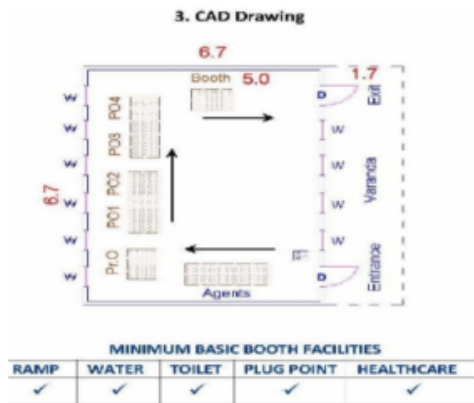 3. CAD Drawing
6.7
Booth 5.0 1.7
W PO4 D Exit
W PO3 W
W W Varanda
6.7 PO2
W PO1 W
W W
W Pr.O D Entrance
Agents
MINIMUM BASIC BOOTH FACILITIES
RAMP WATER TOILET PLUG POINT HEALTHCARE
✓ ✓ ✓ ✓ ✓